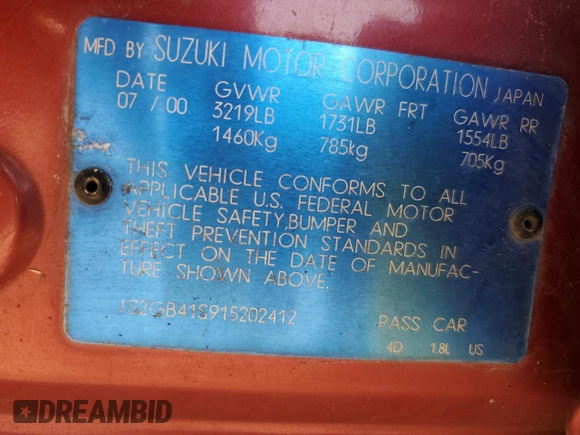 MFD BY SUZUKI MOTOR CORPORATION JAPAN
DATE GVWR GAWR FRT GAWR RR
07 / 00 3219LB 1731LB 1554LB
1460Kg 785kg 705Kg
THIS VEHICLE CONFORMS TO ALL
APPLICABLE U.S. FEDERAL MOTOR
VEHICLE SAFETY,BUMPER AND
THEFT PREVENTION STANDARDS IN
EFFECT ON THE DATE OF MANUFAC-
TURE SHOWN ABOVE.
JS2GB41S915202412 PASS CAR
4D 1.8L US
DREAMBID